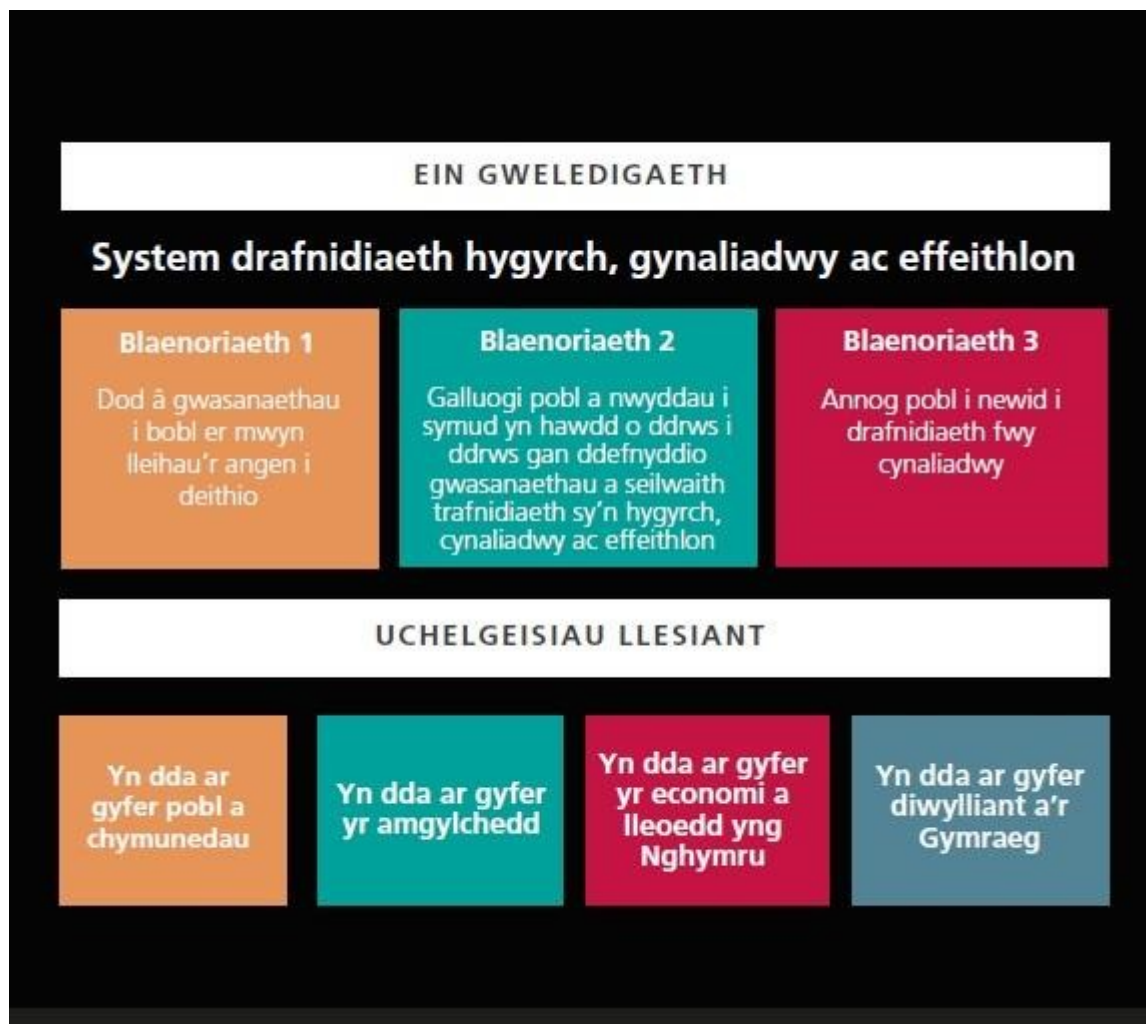 EIN GWELEDIGAETH
System drafnidiaeth hygyrch, gynaliadwy ac effeithlon
Blaenoriaeth 1
Dod â gwasanaethau
i bobl er mwyn
lleihau'r angen i
deithio
Blaenoriaeth 2
Galluogi pobl a nwyddau i
symud yn hawdd o ddrws i
ddrws gan ddefnyddio
gwasanaethau a seilwaith
trafnidiaeth sy'n hygyrch,
cynaliadwy ac effeithlon
Blaenoriaeth 3
Annog pobl i newid i
drafnidiaeth fwy
cynaliadwy
UCHELGEISIAU LLESIANT
Yn dda ar
gyfer pobl a
chymunedau
Yn dda ar gyfer
yr amgylchedd
Yn dda ar gyfer
yr economi a
lleoedd yng
Nghymru
Yn dda ar gyfer
diwylliant a'r
Gymraeg